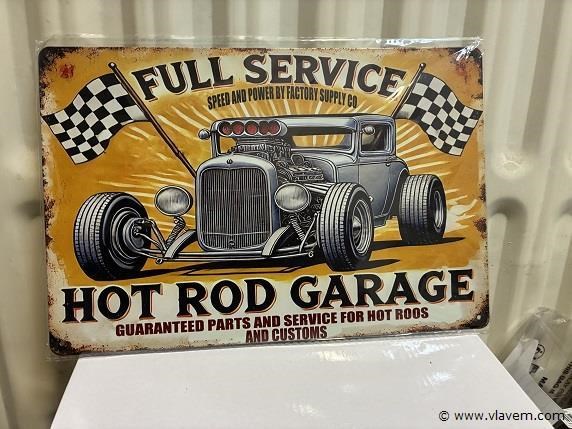 FULL SERVICE
SPEED AND POWER BY FACTORY SUPPLY CO
HOT ROD GARAGE
GUARANTEED PARTS AND SERVICE FOR HOT ROOS
AND CUSTOMS
© www.vlavem.com